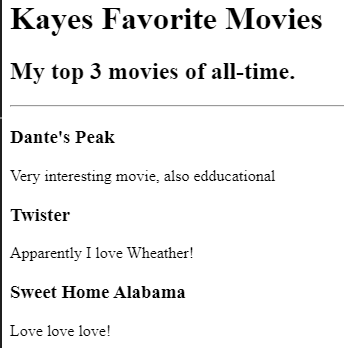 Kayes Favorite Movies
My top 3 movies of all-time.
Dante's Peak
Very interesting movie, also edducational
Twister
Apparently I love Wheather!
Sweet Home Alabama
Love love love!